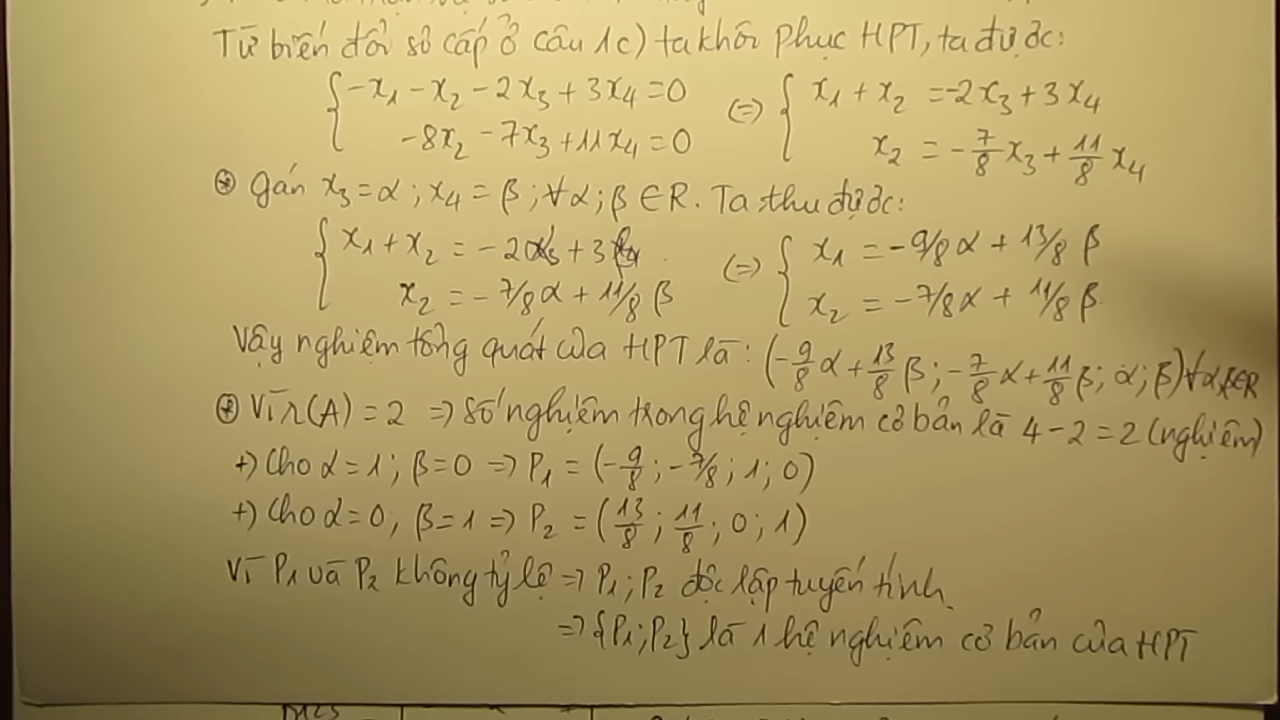 Từ biến đổi sơ cấp ở câu 1c) ta khôi phục HPT, ta được:
{ -x₁ - x₂ - 2x₃ + 3x₄ = 0 (=) { x₁ + x₂ = -2x₃ + 3x₄
-8x₂ - 7x₃ + 11x₄ = 0 x₂ = -7/8 x₃ + 11/8 x₄
⊛ Gán x₃ = α ; x₄ = β ; ∀α ; β ∈ R. Ta thu được:
{ x₁ + x₂ = -2α + 3β (=) { x₁ = -9/8 α + 13/8 β
x₂ = -7/8 α + 11/8 β x₂ = -7/8 α + 11/8 β
Vậy nghiệm tổng quát của HPT là: (-9/8 α + 13/8 β ; -7/8 α + 11/8 β ; α ; β) ∀α,β∈R
⊛ Vì r(A) = 2 => số nghiệm trong hệ nghiệm cơ bản là 4 - 2 = 2 (nghiệm)
+) Cho α = 1 ; β = 0 => P₁ = (-9/8 ; -7/8 ; 1 ; 0)
+) Cho α = 0, β = 1 => P₂ = (13/8 ; 11/8 ; 0 ; 1)
Vì P₁ và P₂ không tỷ lệ => P₁ ; P₂ độc lập tuyến tính.
=> {P₁ ; P₂} là 1 hệ nghiệm cơ bản của HPT